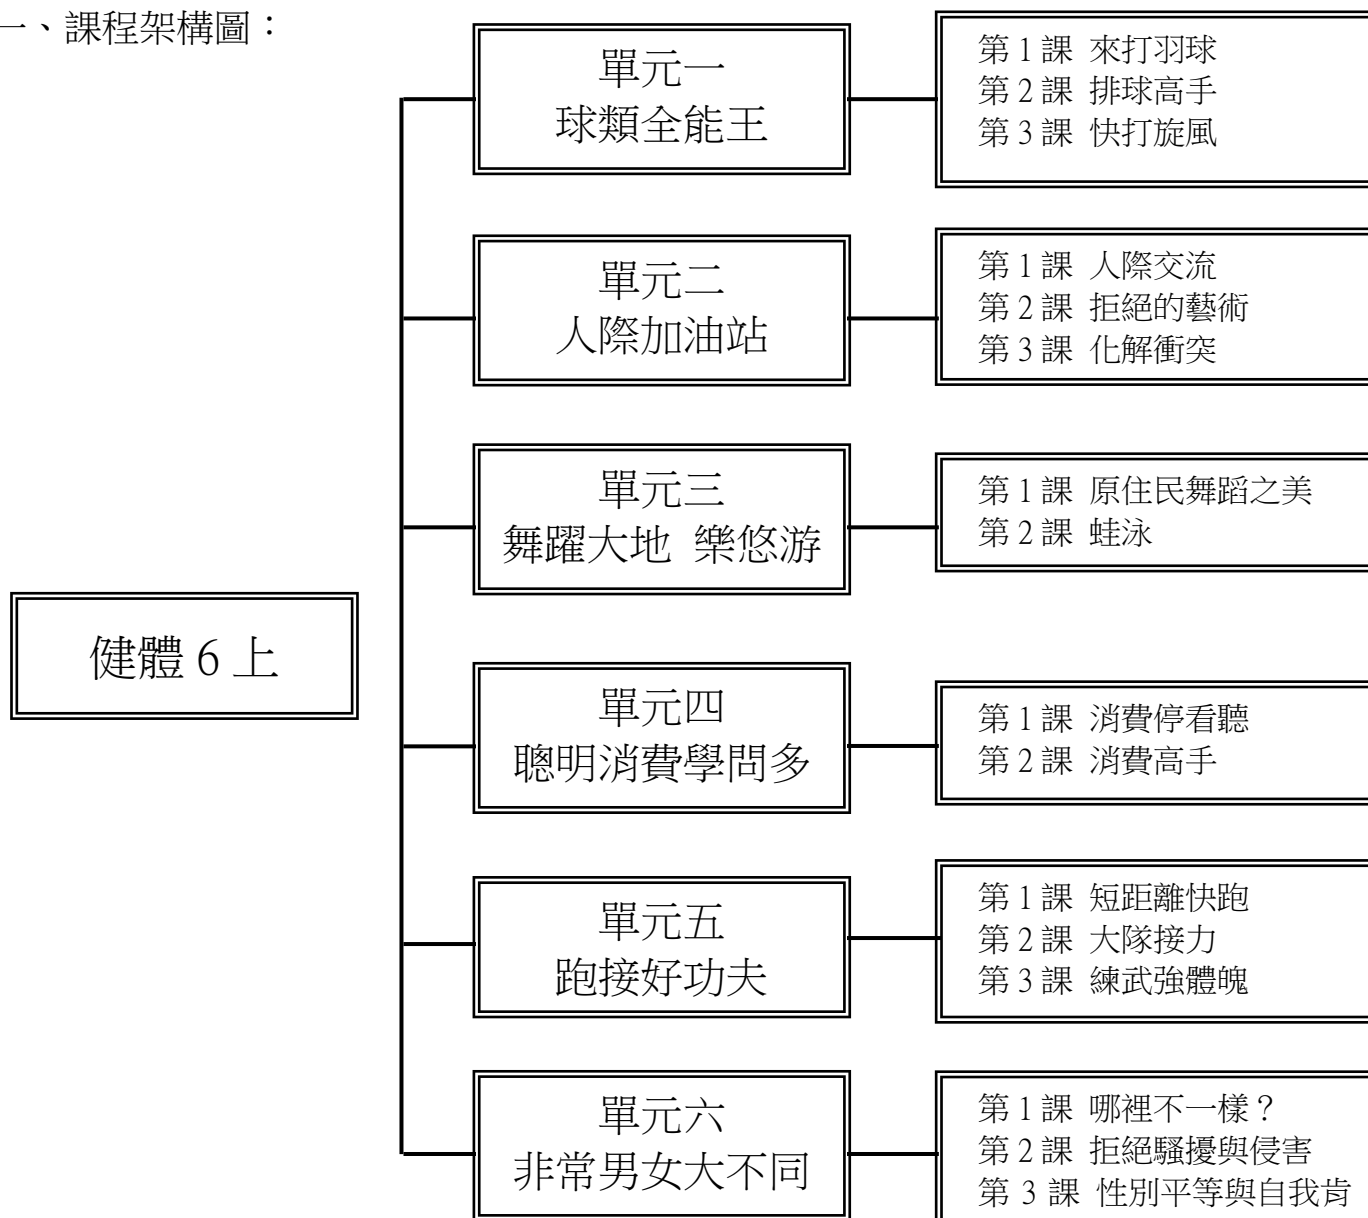 一、課程架構圖：
健體 6 上
單元一
球類全能王
第 1 課 來打羽球
第 2 課 排球高手
第 3 課 快打旋風
單元二
人際加油站
第 1 課 人際交流
第 2 課 拒絕的藝術
第 3 課 化解衝突
單元三
舞躍大地 樂悠游
第 1 課 原住民舞蹈之美
第 2 課 蛙泳
單元四
聰明消費學問多
第 1 課 消費停看聽
第 2 課 消費高手
單元五
跑接好功夫
第 1 課 短距離快跑
第 2 課 大隊接力
第 3 課 練武強體魄
單元六
非常男女大不同
第 1 課 哪裡不一樣？
第 2 課 拒絕騷擾與侵害
第 3 課 性別平等與自我肯